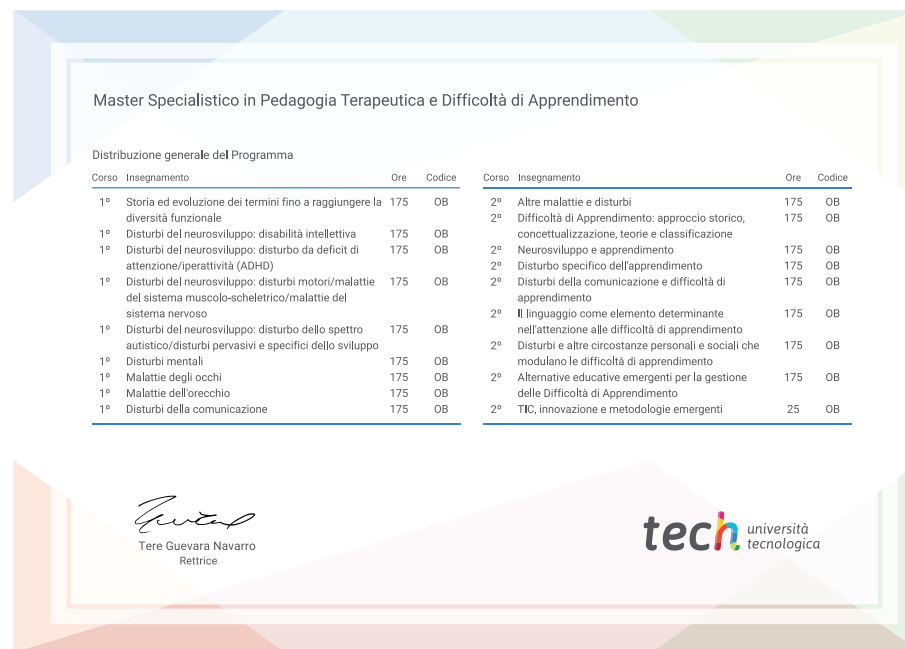 Master Specialistico in Pedagogia Terapeutica e Difficoltà di Apprendimento
Distribuzione generale del Programma
Corso Insegnamento Ore Codice
1º Storia ed evoluzione dei termini fino a raggiungere la 175 OB
diversità funzionale
1º Disturbi del neurosviluppo: disabilità intellettiva 175 OB
1º Disturbi del neurosviluppo: disturbo da deficit di 175 OB
attenzione/iperattività (ADHD)
1º Disturbi del neurosviluppo: disturbi motori/malattie 175 OB
del sistema muscolo-scheletrico/malattie del
sistema nervoso
1º Disturbi del neurosviluppo: disturbo dello spettro 175 OB
autistico/disturbi pervasivi e specifici dello sviluppo
1º Disturbi mentali 175 OB
1º Malattie degli occhi 175 OB
1º Malattie dell'orecchio 175 OB
1º Disturbi della comunicazione 175 OB
Corso Insegnamento Ore Codice
2º Altre malattie e disturbi 175 OB
2º Difficoltà di Apprendimento: approccio storico, 175 OB
concettualizzazione, teorie e classificazione
2º Neurosviluppo e apprendimento 175 OB
2º Disturbo specifico dell'apprendimento 175 OB
2º Disturbi della comunicazione e difficoltà di 175 OB
apprendimento
2º Il linguaggio come elemento determinante 175 OB
nell'attenzione alle difficoltà di apprendimento
2º Disturbi e altre circostanze personali e sociali che 175 OB
modulano le difficoltà di apprendimento
2º Alternative educative emergenti per la gestione 175 OB
delle Difficoltà di Apprendimento
2º TIC, innovazione e metodologie emergenti 25 OB
Tere Guevara Navarro
Rettrice
tech università
tecnologica